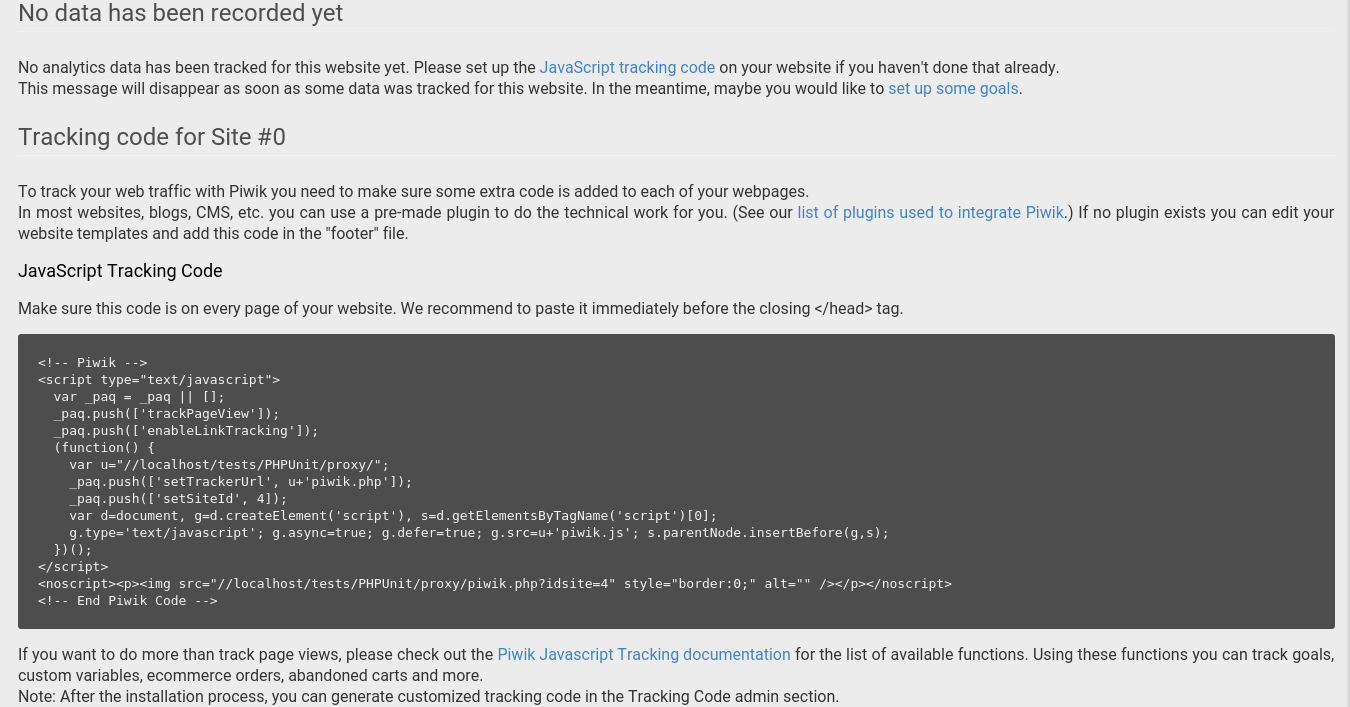 No data has been recorded yet
No analytics data has been tracked for this website yet. Please set up the JavaScript tracking code on your website if you haven't done that already.
This message will disappear as soon as some data was tracked for this website. In the meantime, maybe you would like to set up some goals.
Tracking code for Site #0
To track your web traffic with Piwik you need to make sure some extra code is added to each of your webpages.
In most websites, blogs, CMS, etc. you can use a pre-made plugin to do the technical work for you. (See our list of plugins used to integrate Piwik.) If no plugin exists you can edit your
website templates and add this code in the "footer" file.
JavaScript Tracking Code
Make sure this code is on every page of your website. We recommend to paste it immediately before the closing </head> tag.
<!-- Piwik -->
<script type="text/javascript">
  var _paq = _paq || [];
  _paq.push(['trackPageView']);
  _paq.push(['enableLinkTracking']);
  (function() {
    var u="//localhost/tests/PHPUnit/proxy/";
    _paq.push(['setTrackerUrl', u+'piwik.php']);
    _paq.push(['setSiteId', 4]);
    var d=document, g=d.createElement('script'), s=d.getElementsByTagName('script')[0];
    g.type='text/javascript'; g.async=true; g.defer=true; g.src=u+'piwik.js'; s.parentNode.insertBefore(g,s);
  })();
</script>
<noscript><p><img src="//localhost/tests/PHPUnit/proxy/piwik.php?idsite=4" style="border:0;" alt="" /></p></noscript>
<!-- End Piwik Code -->
If you want to do more than track page views, please check out the Piwik Javascript Tracking documentation for the list of available functions. Using these functions you can track goals,
custom variables, ecommerce orders, abandoned carts and more.
Note: After the installation process, you can generate customized tracking code in the Tracking Code admin section.